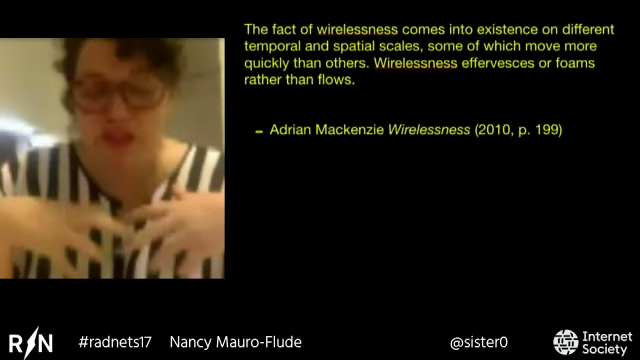 The fact of wirelessness comes into existence on different
temporal and spatial scales, some of which move more
quickly than others. Wirelessness effervesces or foams
rather than flows.
– Adrian Mackenzie Wirelessness (2010, p. 199)
R N #radnets17 Nancy Mauro-Flude @sister0 Internet
Society